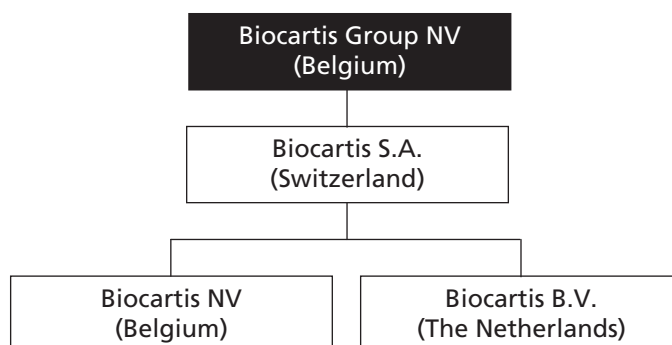 Biocartis Group NV
(Belgium)
Biocartis S.A.
(Switzerland)
Biocartis NV
(Belgium)
Biocartis B.V.
(The Netherlands)